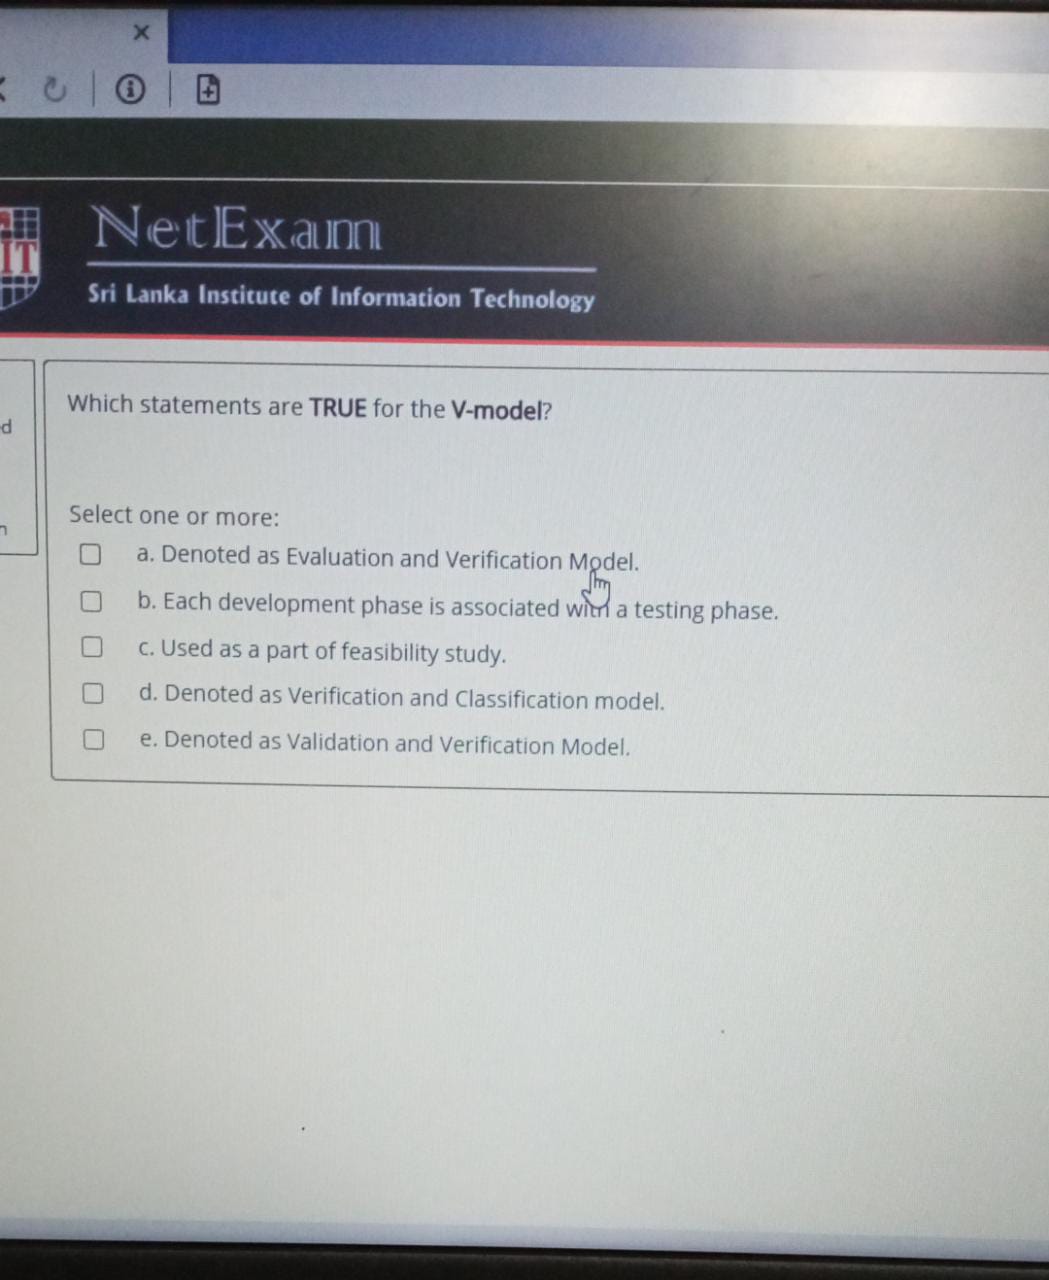 NetExam
IT
Sri Lanka Institute of Information Technology
Which statements are TRUE for the V-model?
Select one or more:
a. Denoted as Evaluation and Verification Model.
b. Each development phase is associated with a testing phase.
c. Used as a part of feasibility study.
d. Denoted as Verification and Classification model.
e. Denoted as Validation and Verification Model.